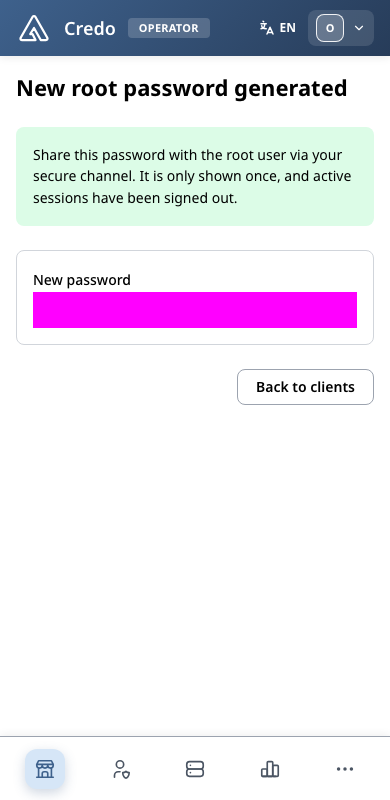 Credo
OPERATOR
EN
O
New root password generated
Share this password with the root user via your
secure channel. It is only shown once, and active
sessions have been signed out.
New password
Back to clients